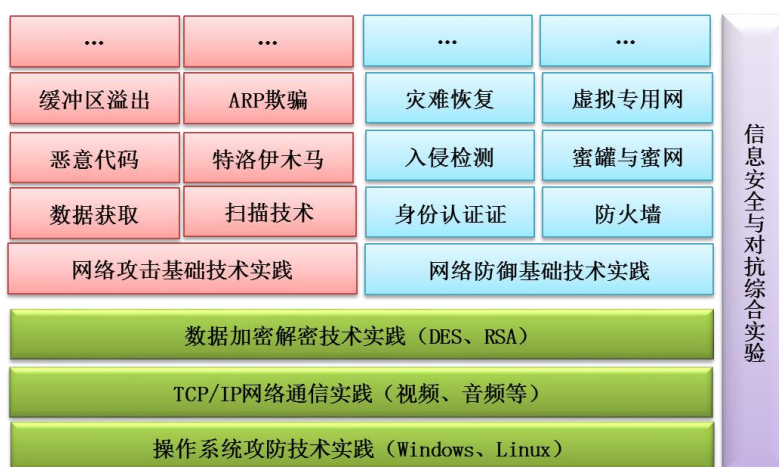 ... ... ... ...
缓冲区溢出 ARP欺骗 灾难恢复 虚拟专用网
恶意代码 特洛伊木马 入侵检测 蜜罐与蜜网
数据获取 扫描技术 身份认证证 防火墙
网络攻击基础技术实践 网络防御基础技术实践
数据加密解密技术实践（DES、RSA）
TCP/IP网络通信实践（视频、音频等）
操作系统攻防技术实践（Windows、Linux）
信息安全与对抗综合实验